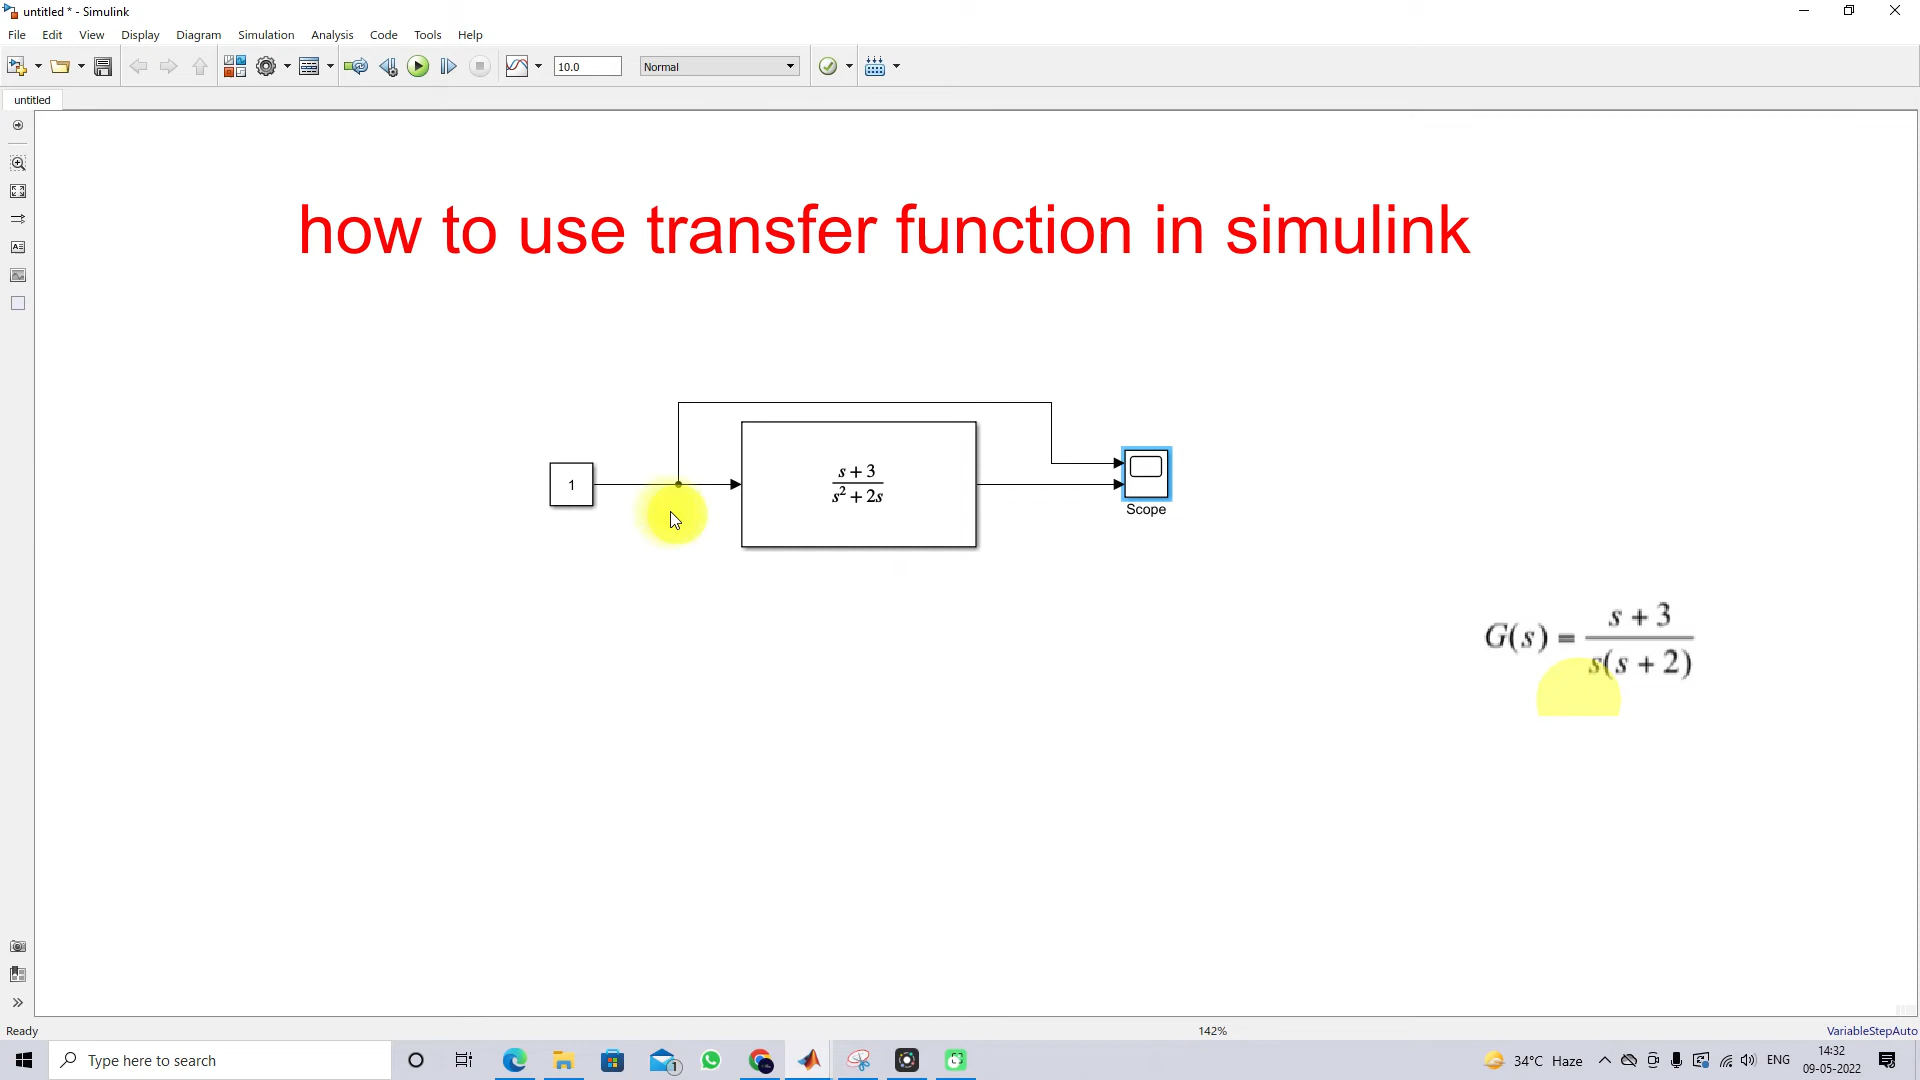 untitled * - Simulink
File Edit View Display Diagram Simulation Analysis Code Tools Help
10.0 Normal
untitled
how to use transfer function in simulink
1
s + 3
s² + 2s
Scope
G(s) = s + 3
s(s + 2)
Ready 142% VariableStepAuto
Type here to search 1 34°C Haze ENG 14:32
09-05-2022